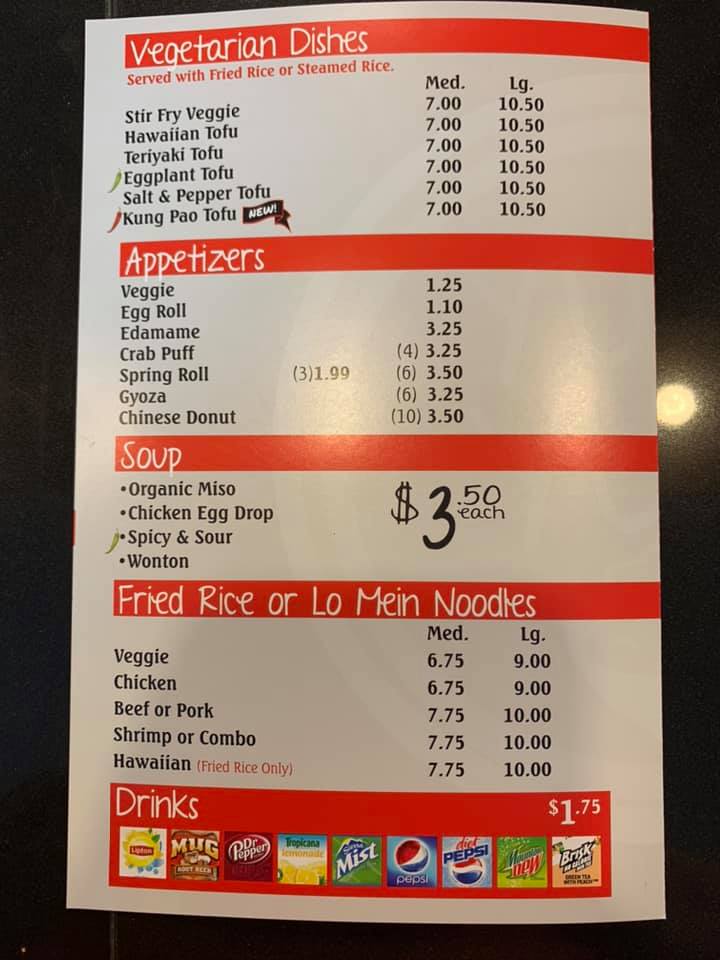 Vegetarian Dishes
Served with Fried Rice or Steamed Rice.
Med. Lg.
Stir Fry Veggie 7.00 10.50
Hawaiian Tofu 7.00 10.50
Teriyaki Tofu 7.00 10.50
Eggplant Tofu 7.00 10.50
Salt & Pepper Tofu 7.00 10.50
Kung Pao Tofu NEW! 7.00 10.50
Appetizers
Veggie 1.25
Egg Roll 1.10
Edamame 3.25
Crab Puff (4) 3.25
Spring Roll (3)1.99 (6) 3.50
Gyoza (6) 3.25
Chinese Donut (10) 3.50
Soup
•Organic Miso
•Chicken Egg Drop
•Spicy & Sour
•Wonton
$3.50 each
Fried Rice or Lo Mein Noodles
Med. Lg.
Veggie 6.75 9.00
Chicken 6.75 9.00
Beef or Pork 7.75 10.00
Shrimp or Combo 7.75 10.00
Hawaiian (Fried Rice Only) 7.75 10.00
Drinks $1.75
Lipton
MUG ROOT BEER
Dr Pepper
Tropicana lemonade
Sierra Mist
pepsi
diet PEPSI
Mountain Dew
Brisk GREEN TEA WITH PEACH